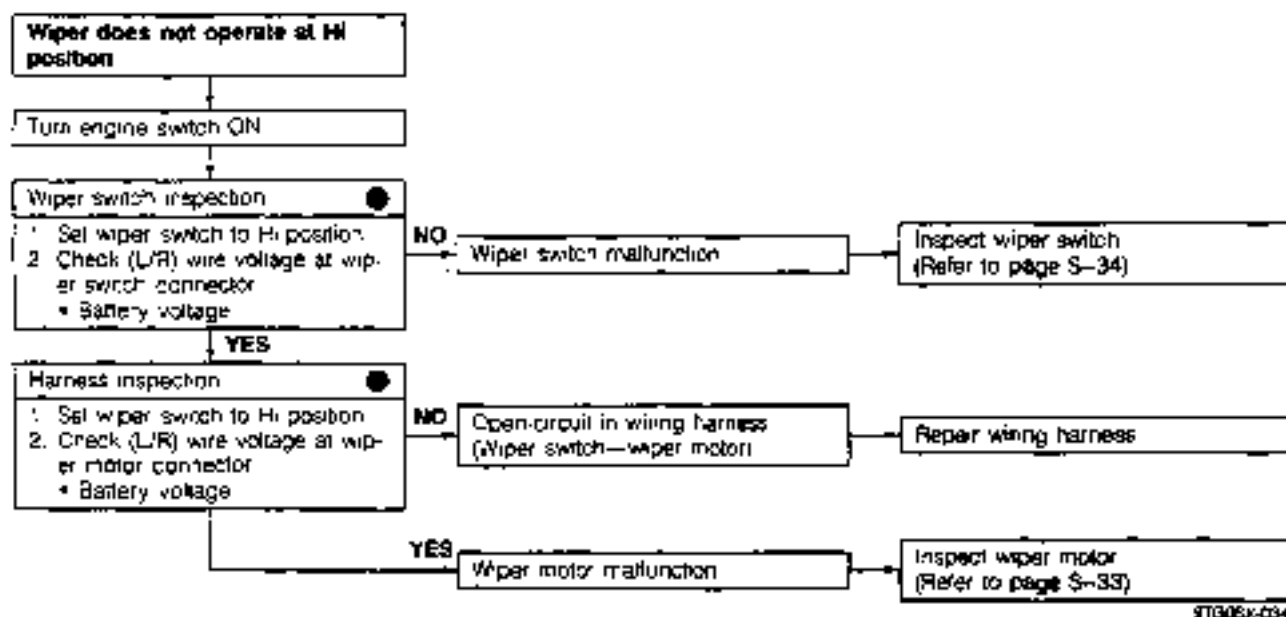 Wiper does not operate at Hi
position
Turn engine switch ON
Wiper switch inspection
1. Set wiper switch to Hi position
2. Check (L/R) wire voltage at wip-
er switch connector
• Battery voltage
NO
Wiper switch malfunction
Inspect wiper switch
(Refer to page S–34)
YES
Harness inspection
1. Set wiper switch to Hi position
2. Check (L/R) wire voltage at wip-
er motor connector
• Battery voltage
NO
Open-circuit in wiring harness
(Wiper switch—wiper motor)
Repair wiring harness
YES
Wiper motor malfunction
Inspect wiper motor
(Refer to page S–33)